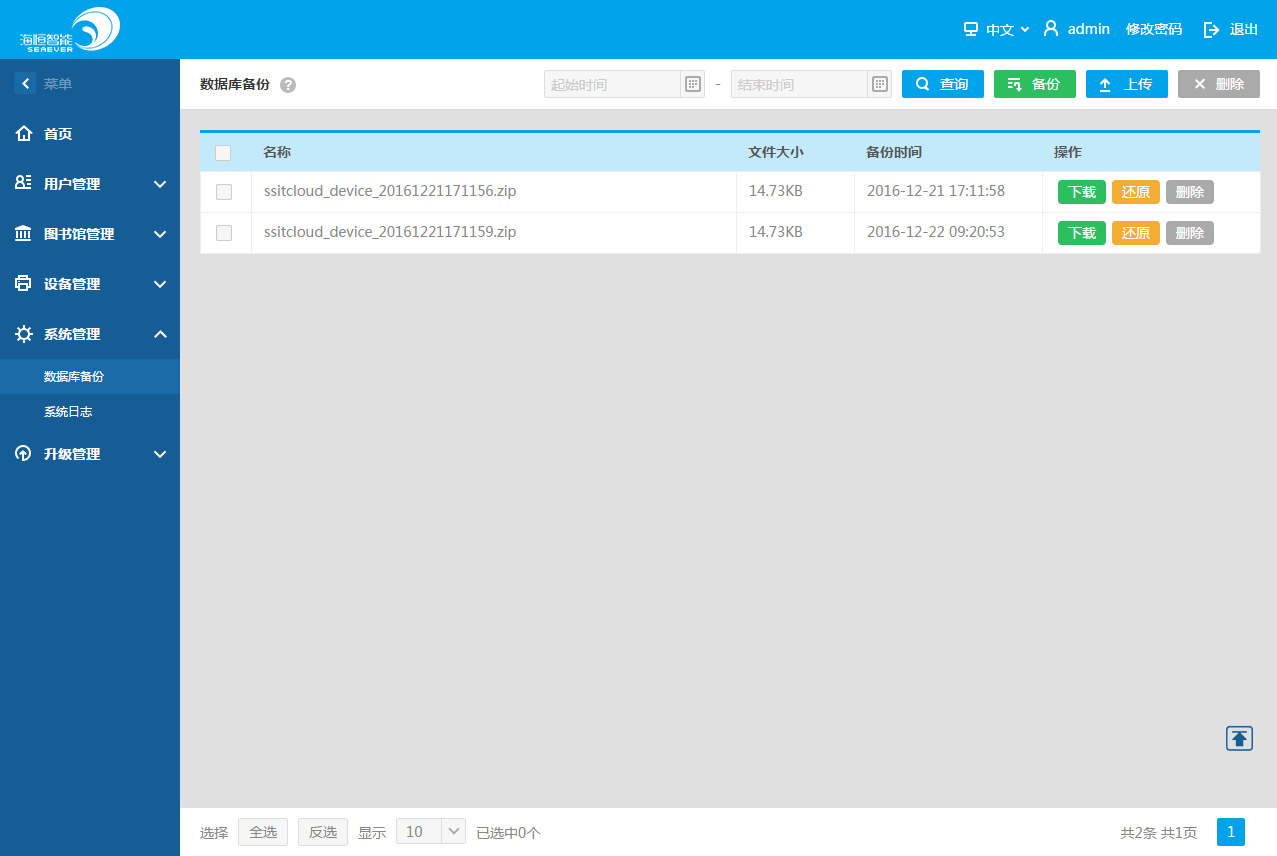 海恒智能
SEAEVER
中文 admin 修改密码 退出
菜单
首页
用户管理
图书馆管理
设备管理
系统管理
数据库备份
系统日志
升级管理
数据库备份 ? 起始时间 - 结束时间 查询 备份 上传 删除
名称 文件大小 备份时间 操作
ssitcloud_device_20161221171156.zip 14.73KB 2016-12-21 17:11:58 下载 还原 删除
ssitcloud_device_20161221171159.zip 14.73KB 2016-12-22 09:20:53 下载 还原 删除
选择 全选 反选 显示 10 已选中0个 共2条 共1页 1